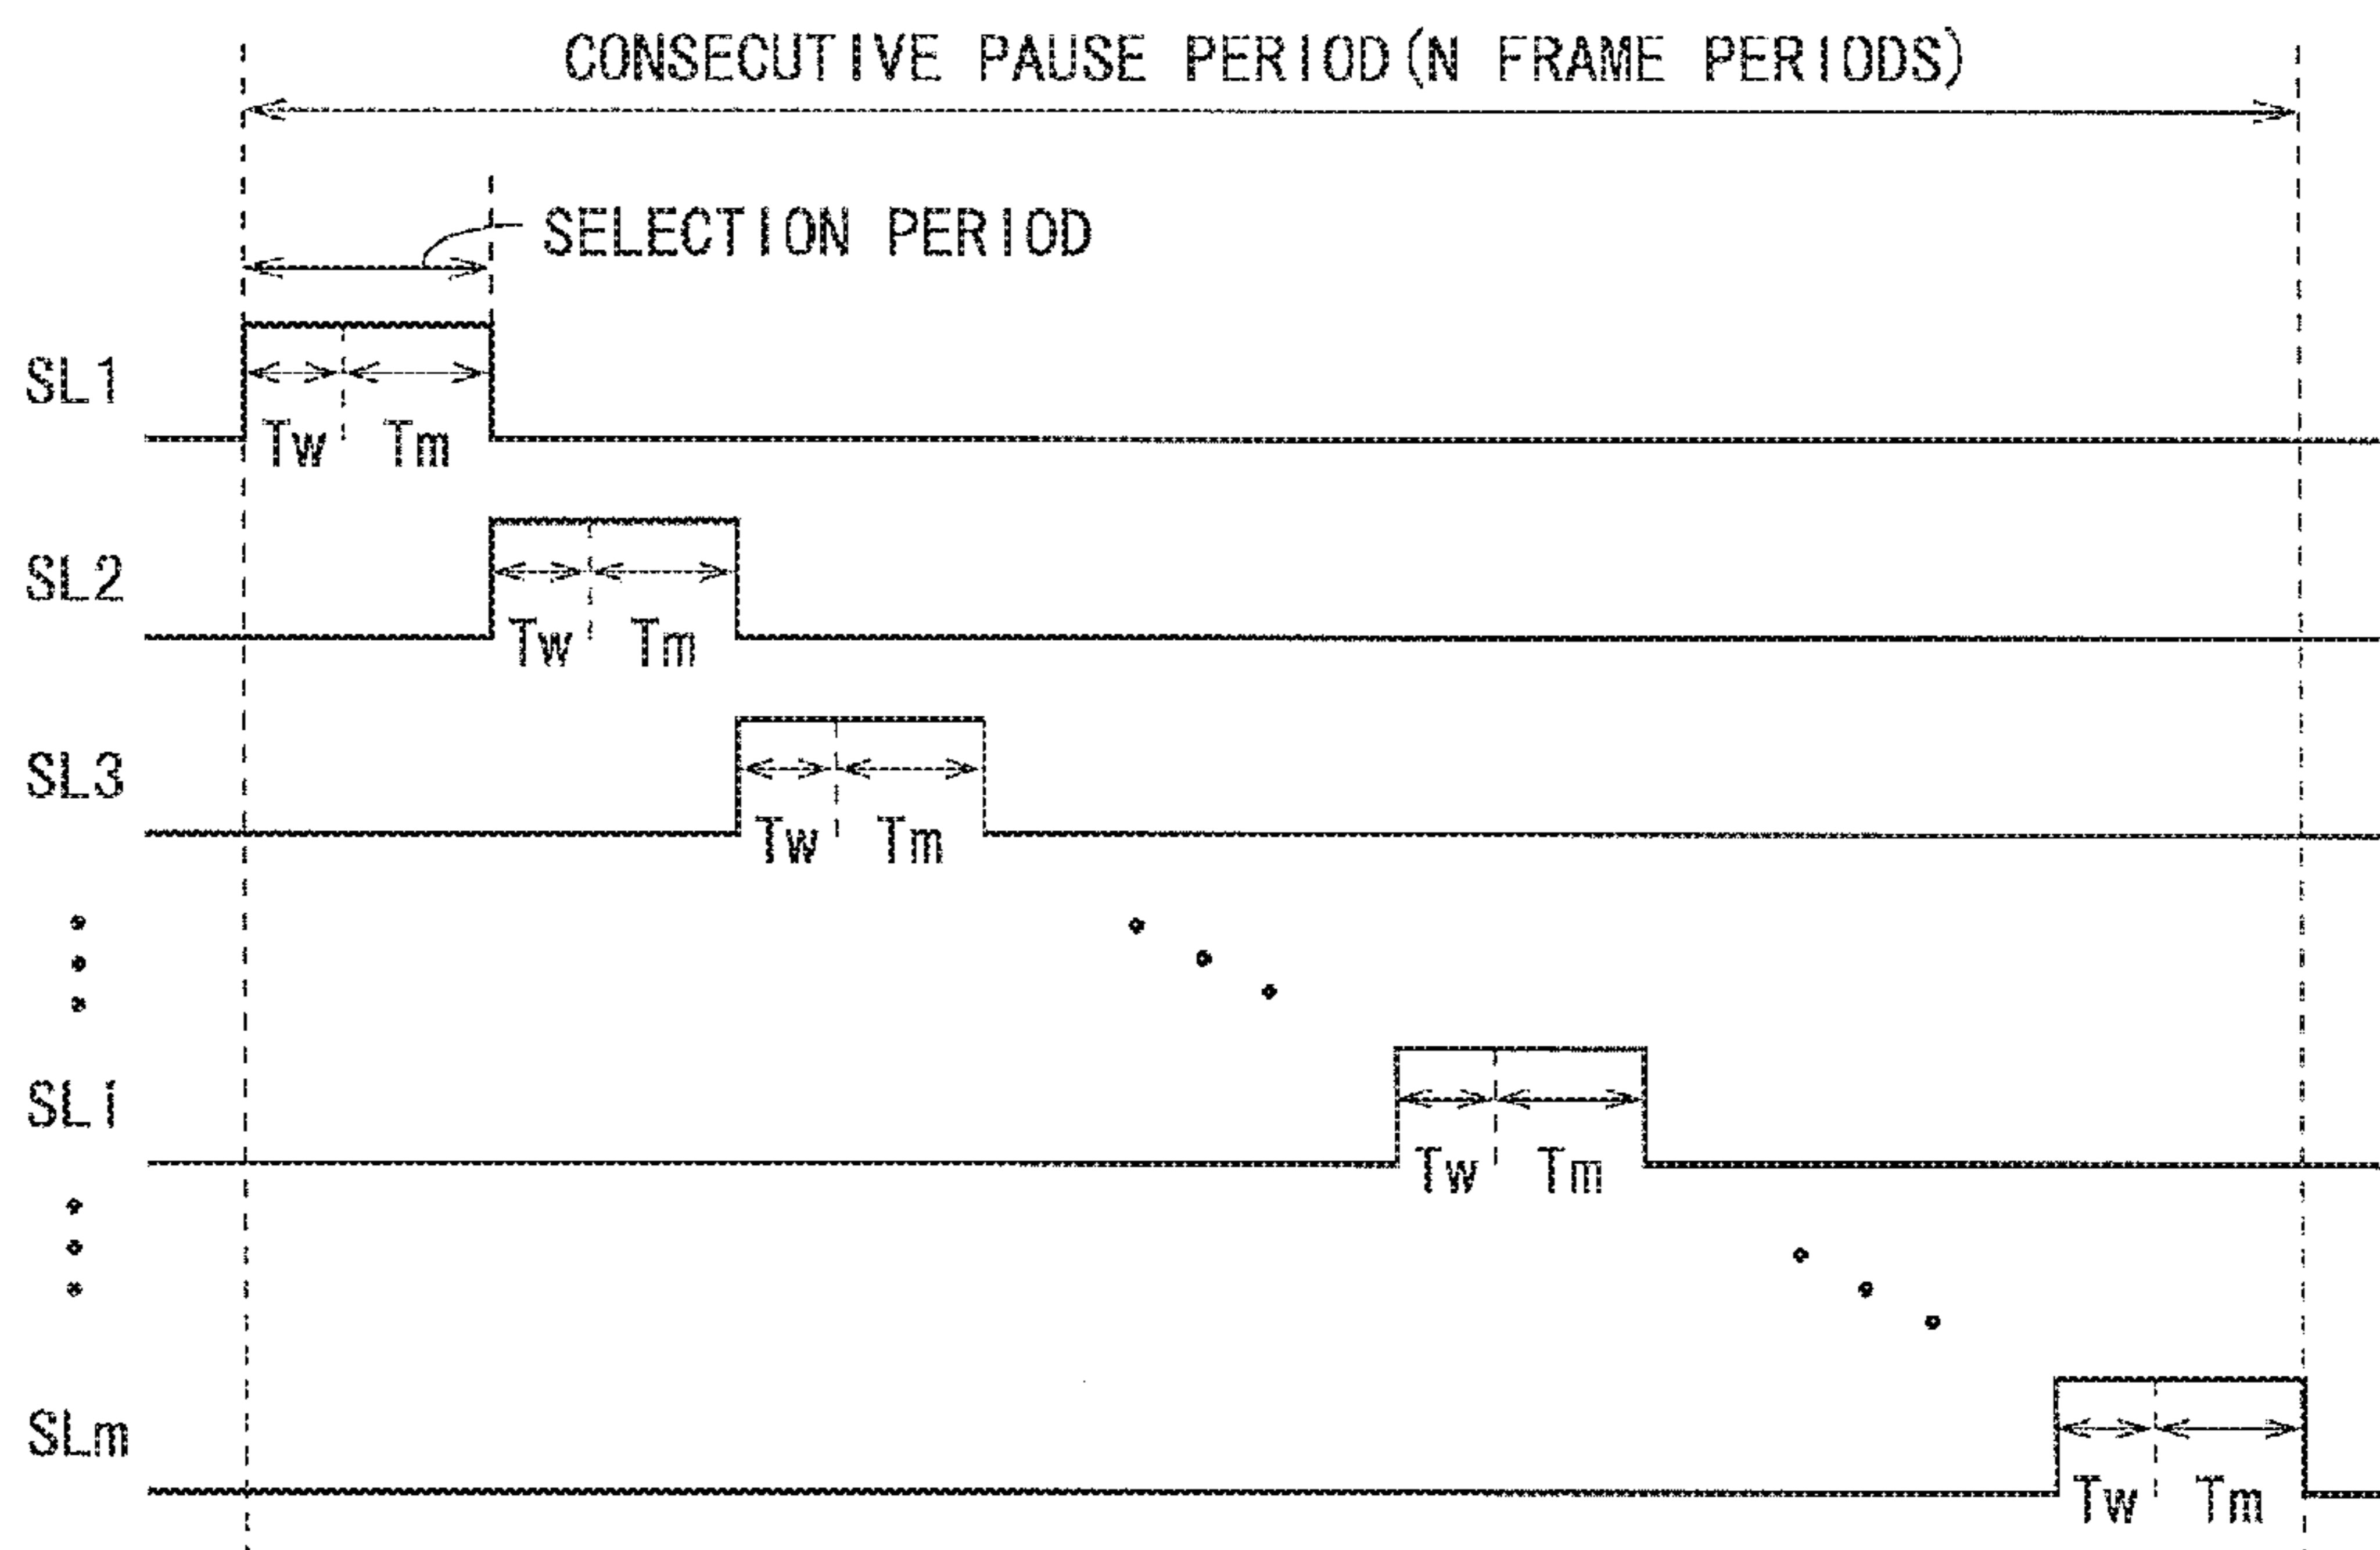 CONSECUTIVE PAUSE PERIOD(N FRAME PERIODS)
SELECTION PERIOD
SL1
Tw Tm
SL2
Tw Tm
SL3
Tw Tm
SLi
Tw Tm
SLm
Tw Tm